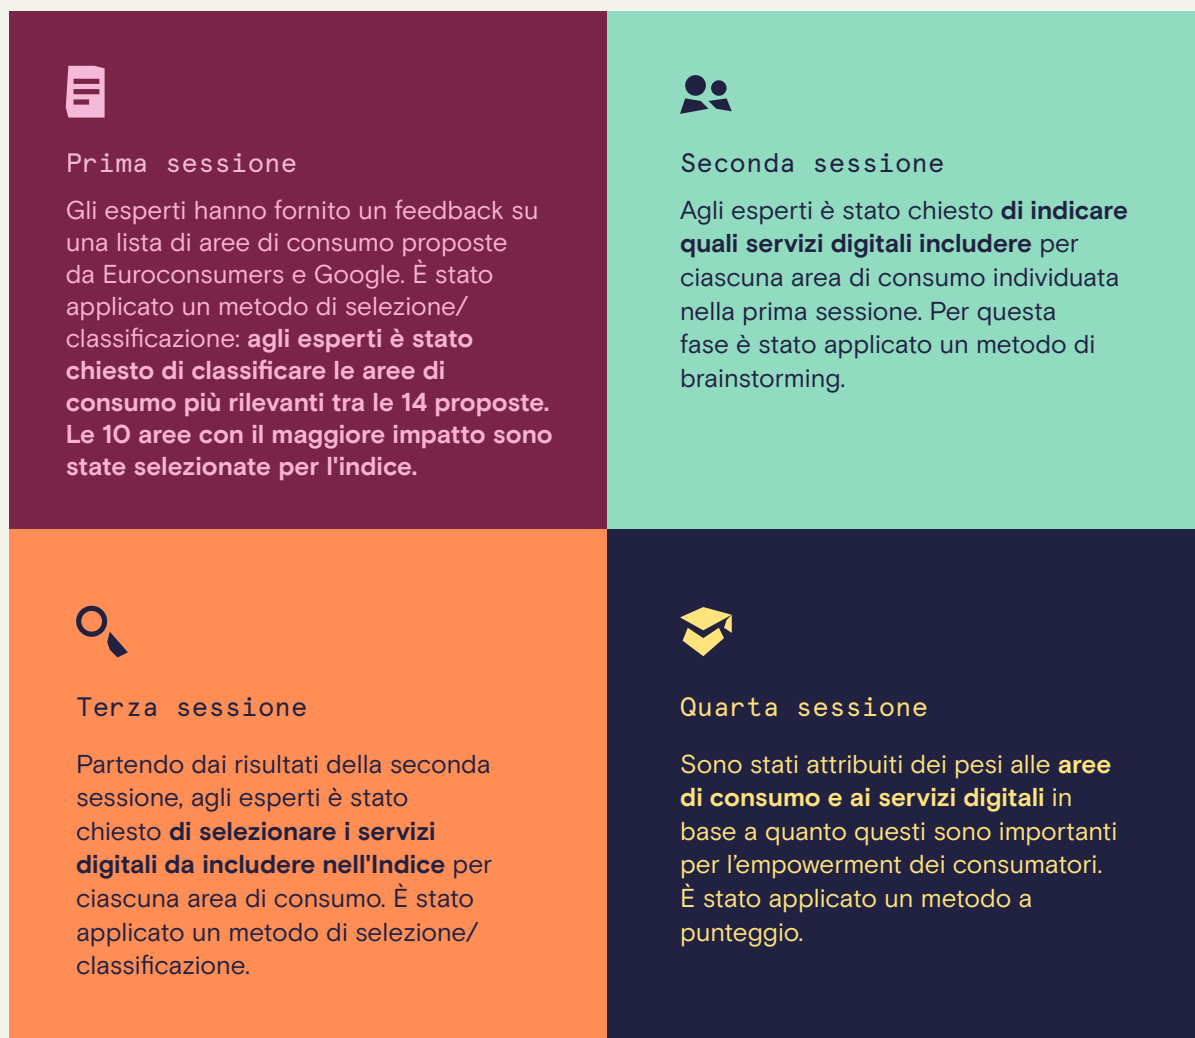 Prima sessione
Gli esperti hanno fornito un feedback su
una lista di aree di consumo proposte
da Euroconsumers e Google. È stato
applicato un metodo di selezione/
classificazione: agli esperti è stato
chiesto di classificare le aree di
consumo più rilevanti tra le 14 proposte.
Le 10 aree con il maggiore impatto sono
state selezionate per l'indice.
Seconda sessione
Agli esperti è stato chiesto di indicare
quali servizi digitali includere per
ciascuna area di consumo individuata
nella prima sessione. Per questa
fase è stato applicato un metodo di
brainstorming.
Terza sessione
Partendo dai risultati della seconda
sessione, agli esperti è stato
chiesto di selezionare i servizi
digitali da includere nell'Indice per
ciascuna area di consumo. È stato
applicato un metodo di selezione/
classificazione.
Quarta sessione
Sono stati attribuiti dei pesi alle aree
di consumo e ai servizi digitali in
base a quanto questi sono importanti
per l’empowerment dei consumatori.
È stato applicato un metodo a
punteggio.